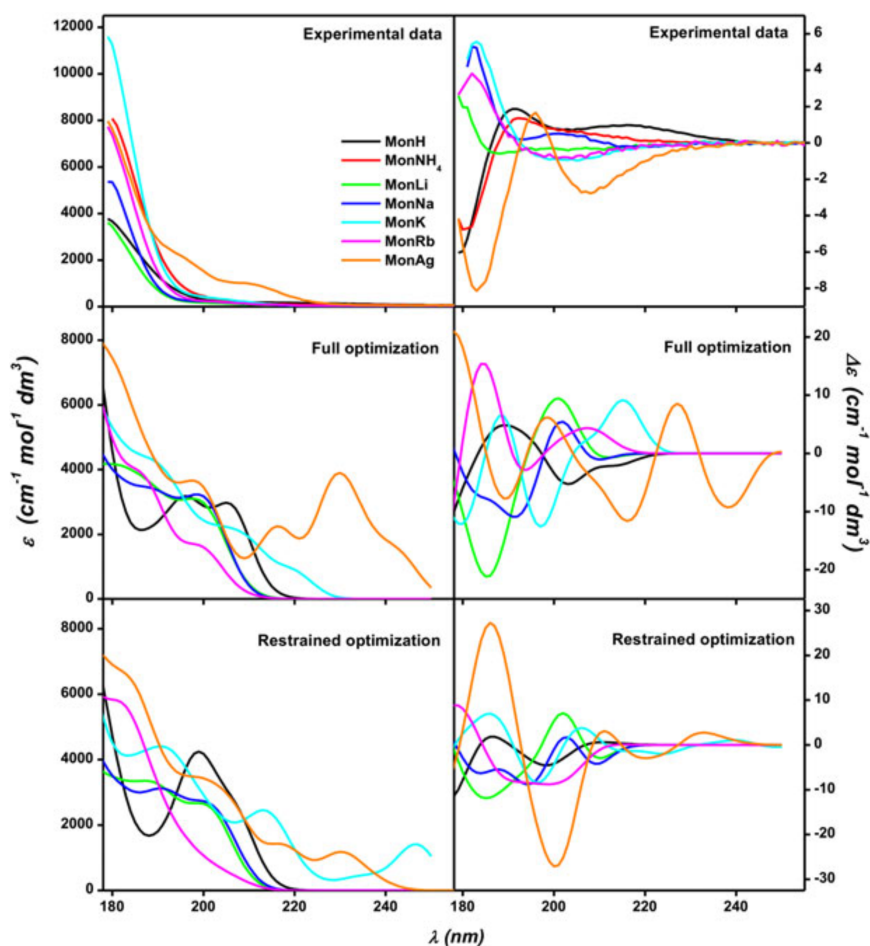 Experimental data
Experimental data
12000
10000
8000
6000
4000
2000
0
MonH
MonNH4
MonLi
MonNa
MonK
MonRb
MonAg
6
4
2
0
-2
-4
-6
-8
Full optimization
Full optimization
8000
6000
4000
2000
0
20
10
0
-10
-20
ε (cm-1 mol-1 dm3)
Δε (cm-1 mol-1 dm3)
Restrained optimization
Restrained optimization
8000
6000
4000
2000
0
30
20
10
0
-10
-20
-30
180 200 220 240 180 200 220 240
λ (nm)